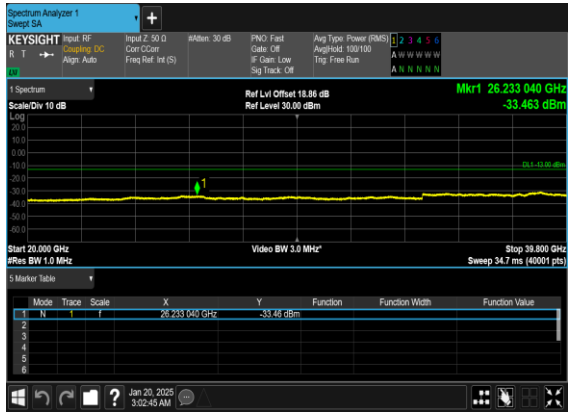 Spectrum Analyzer 1
Swept SA
+
KEYSIGHT Input: RF Input Z: 50 Ω #Atten: 30 dB PNO: Fast Avg Type: Power (RMS) 1 2 3 4 5 6
R T Coupling: DC Corr CCorr Gate: Off Avg|Hold: 100/100 A W W W W W
Align: Auto Freq Ref: Int (S) IF Gain: Low Trig: Free Run
LU Sig Track: Off A N N N N N
1 Spectrum Ref Lvl Offset 18.86 dB Mkr1 26.233 040 GHz
Scale/Div 10 dB Ref Level 30.00 dBm -33.463 dBm
Log
20.0
10.0
0.00
-10.0
DL1 -13.00 dBm
-20.0
1
-30.0
-40.0
-50.0
-60.0
Start 20.000 GHz Video BW 3.0 MHz* Stop 39.800 GHz
#Res BW 1.0 MHz Sweep 34.7 ms (40001 pts)
5 Marker Table
Mode Trace Scale X Y Function Function Width Function Value
1 N 1 f 26.233 040 GHz -33.46 dBm
2
3
4
5
6
? Jan 20, 2025
3:02:45 AM